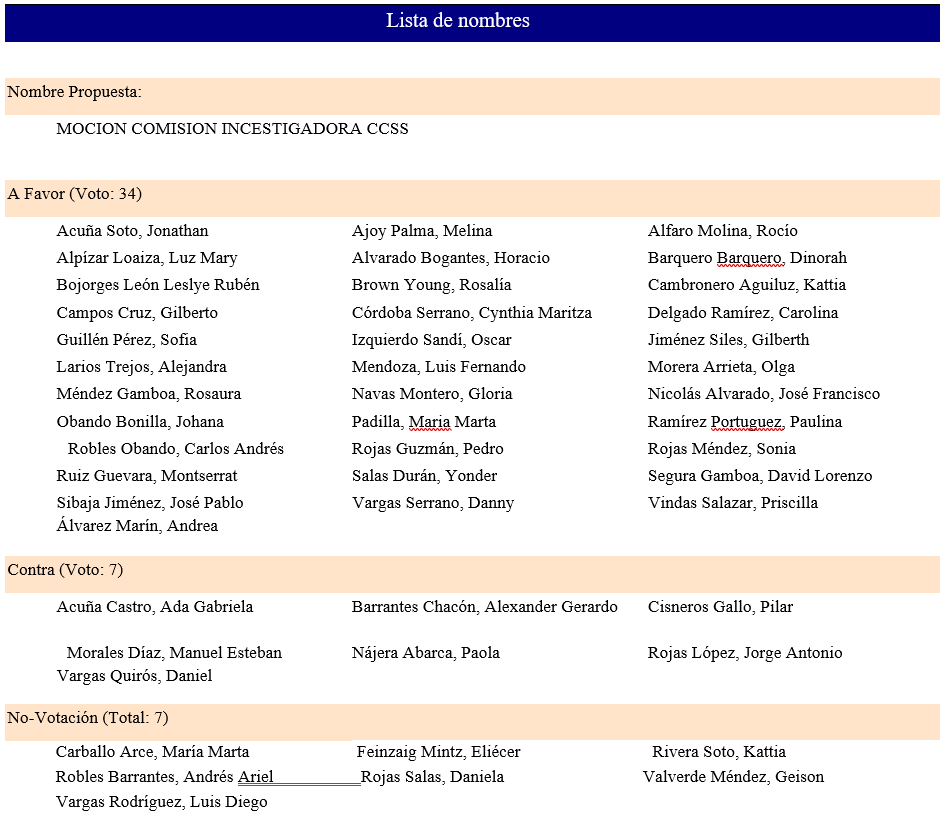 Lista de nombres
Nombre Propuesta:
MOCION COMISION INCESTIGADORA CCSS
A Favor (Voto: 34)
Acuña Soto, Jonathan Ajoy Palma, Melina Alfaro Molina, Rocío
Alpízar Loaiza, Luz Mary Alvarado Bogantes, Horacio Barquero Barquero, Dinorah
Bojorges León Leslye Rubén Brown Young, Rosalía Cambronero Aguiluz, Kattia
Campos Cruz, Gilberto Córdoba Serrano, Cynthia Maritza Delgado Ramírez, Carolina
Guillén Pérez, Sofia Izquierdo Sandí, Oscar Jiménez Siles, Gilberth
Larios Trejos, Alejandra Mendoza, Luis Fernando Morera Arrieta, Olga
Méndez Gamboa, Rosaura Navas Montero, Gloria Nicolás Alvarado, José Francisco
Obando Bonilla, Johana Padilla, Maria Marta Ramírez Portuguez, Paulina
Robles Obando, Carlos Andrés Rojas Guzmán, Pedro Rojas Méndez, Sonia
Ruiz Guevara, Montserrat Salas Durán, Yonder Segura Gamboa, David Lorenzo
Sibaja Jiménez, José Pablo Vargas Serrano, Danny Vindas Salazar, Priscilla
Álvarez Marín, Andrea
Contra (Voto: 7)
Acuña Castro, Ada Gabriela Barrantes Chacón, Alexander Gerardo Cisneros Gallo, Pilar
Morales Díaz, Manuel Esteban Nájera Abarca, Paola Rojas López, Jorge Antonio
Vargas Quirós, Daniel
No-Votación (Total: 7)
Carballo Arce, María Marta Feinzaig Mintz, Eliécer Rivera Soto, Kattia
Robles Barrantes, Andrés Ariel Rojas Salas, Daniela Valverde Méndez, Geison
Vargas Rodríguez, Luis Diego